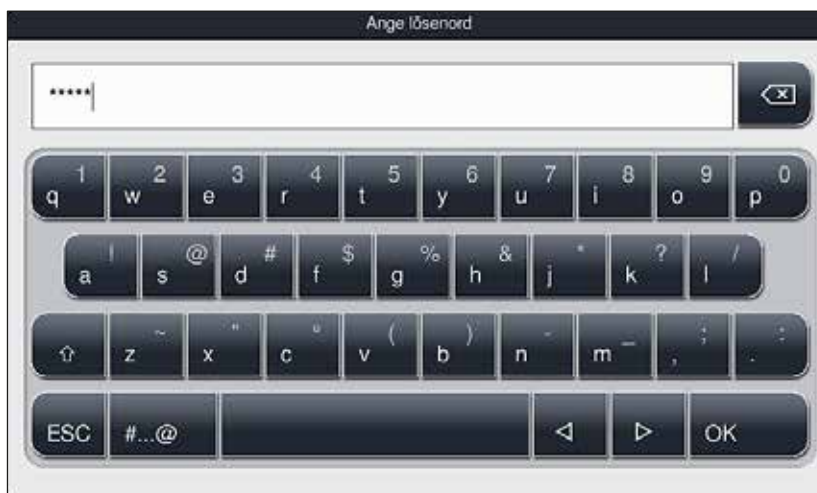 Ange lösenord
*****
q 1 w 2 e 3 r 4 t 5 y 6 u 7 i 8 o 9 p 0
a ! s @ d # f $ g % h & j * k ? l /
z ~ x " c º v ( b ) n - m _ , ; . :
ESC #...@ OK